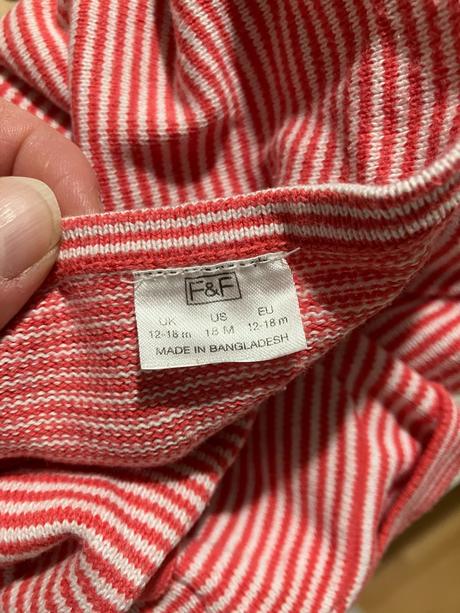 F&F
UK US EU
12-18 m 18 M 12-18 m
MADE IN BANGLADESH